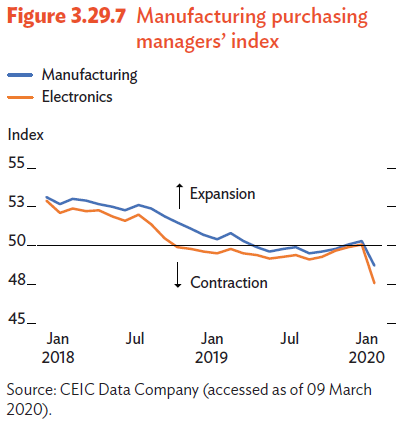 Figure 3.29.7 Manufacturing purchasing
managers’ index
Manufacturing
Electronics
Index
55
53
Expansion
50
48
Contraction
45
Jan Jul Jan Jul Jan
2018 2019 2020
Source: CEIC Data Company (accessed as of 09 March
2020).